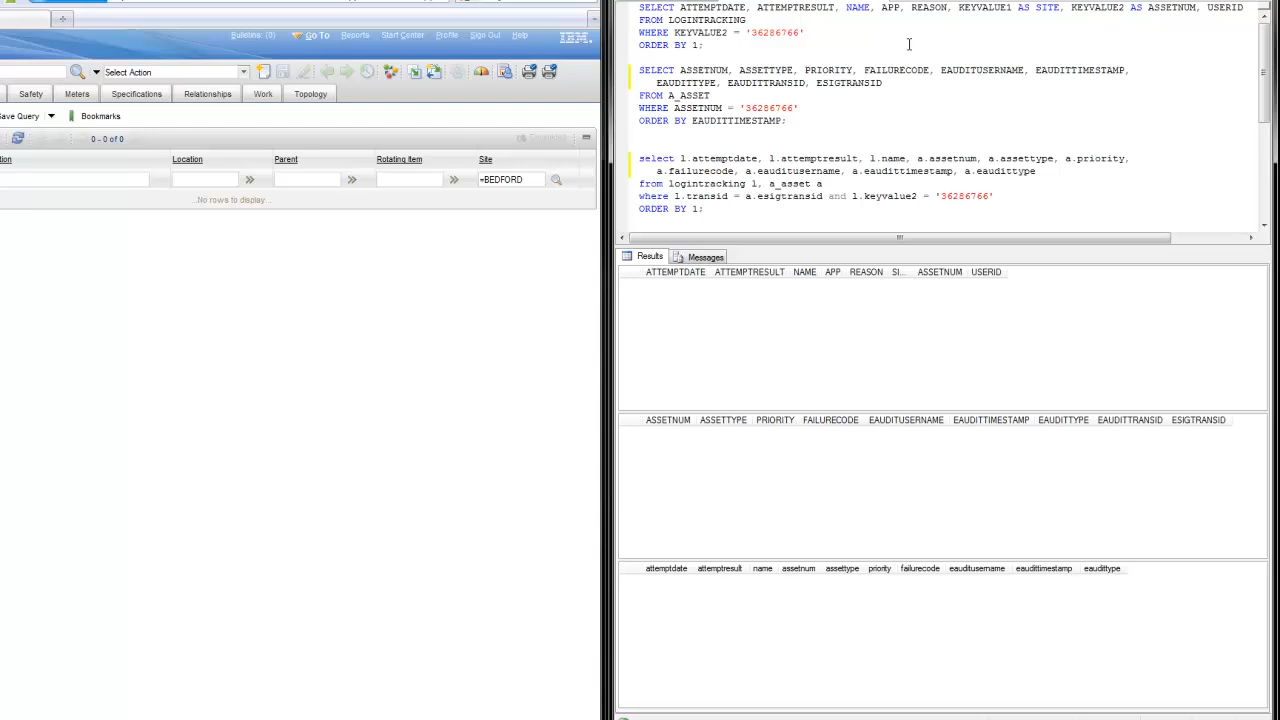 Bulletins: (0) Go To Reports Start Center Profile Sign Out Help IBM.
Select Action
Safety Meters Specifications Relationships Work Topology
Save Query Bookmarks
0 - 0 of 0
Location Parent Rotating Item Site
=BEDFORD
...No rows to display...
SELECT ATTEMPTDATE, ATTEMPTRESULT, NAME, APP, REASON, KEYVALUE1 AS SITE, KEYVALUE2 AS ASSETNUM, USERID
FROM LOGINTRACKING
WHERE KEYVALUE2 = '36286766'
ORDER BY 1;
SELECT ASSETNUM, ASSETTYPE, PRIORITY, FAILURECODE, EAUDITUSERNAME, EAUDITTIMESTAMP,
EAUDITTYPE, EAUDITTRANSID, ESIGTRANSID
FROM A_ASSET
WHERE ASSETNUM = '36286766'
ORDER BY EAUDITTIMESTAMP;
select l.attemptdate, l.attemptresult, l.name, a.assetnum, a.assettype, a.priority,
a.failurecode, a.eauditusername, a.eaudittimestamp, a.eaudittype
from logintracking l, a_asset a
where l.transid = a.esigtransid and l.keyvalue2 = '36286766'
ORDER BY 1;
Results Messages
ATTEMPTDATE ATTEMPTRESULT NAME APP REASON SI... ASSETNUM USERID
ASSETNUM ASSETTYPE PRIORITY FAILURECODE EAUDITUSERNAME EAUDITTIMESTAMP EAUDITTYPE EAUDITTRANSID ESIGTRANSID
attemptdate attemptresult name assetnum assettype priority failurecode eauditusername eaudittimestamp eaudittype